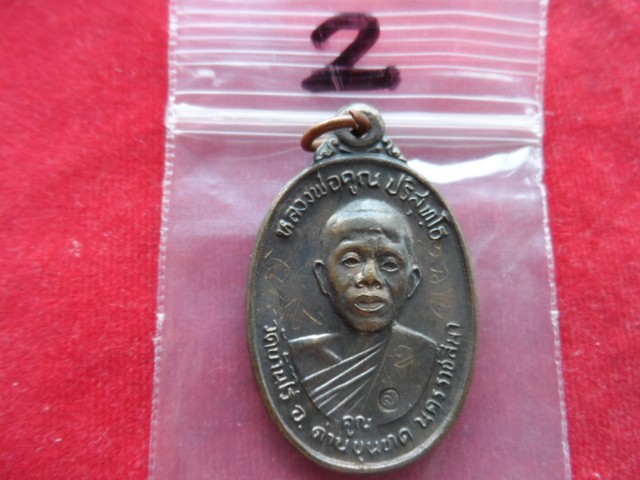 2
หลวงพ่อคูณ ปริสุทฺโธ
คูณ
วัดบ้านไร่ อ. ด่านขุนทด นครราชสีมา